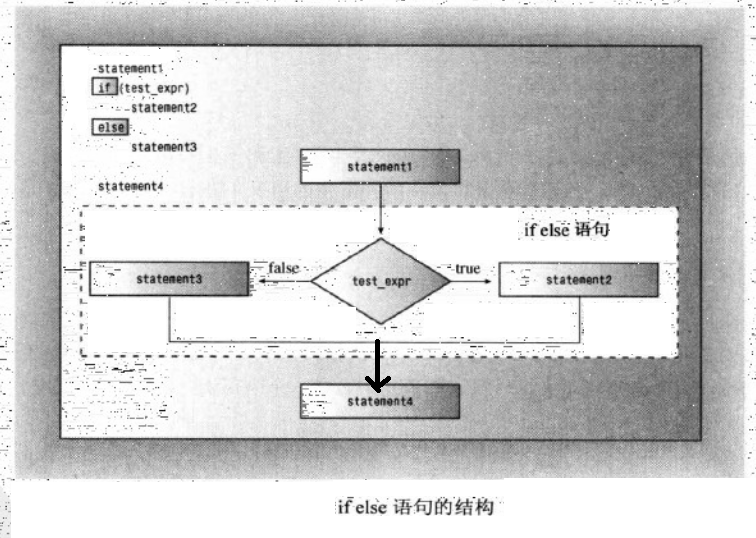 statement1
if (test_expr)
statement2
else
statement3
statement4
statement1
if else 语句
statement3
false
test_expr
true
statement2
statement4
if else 语句的结构